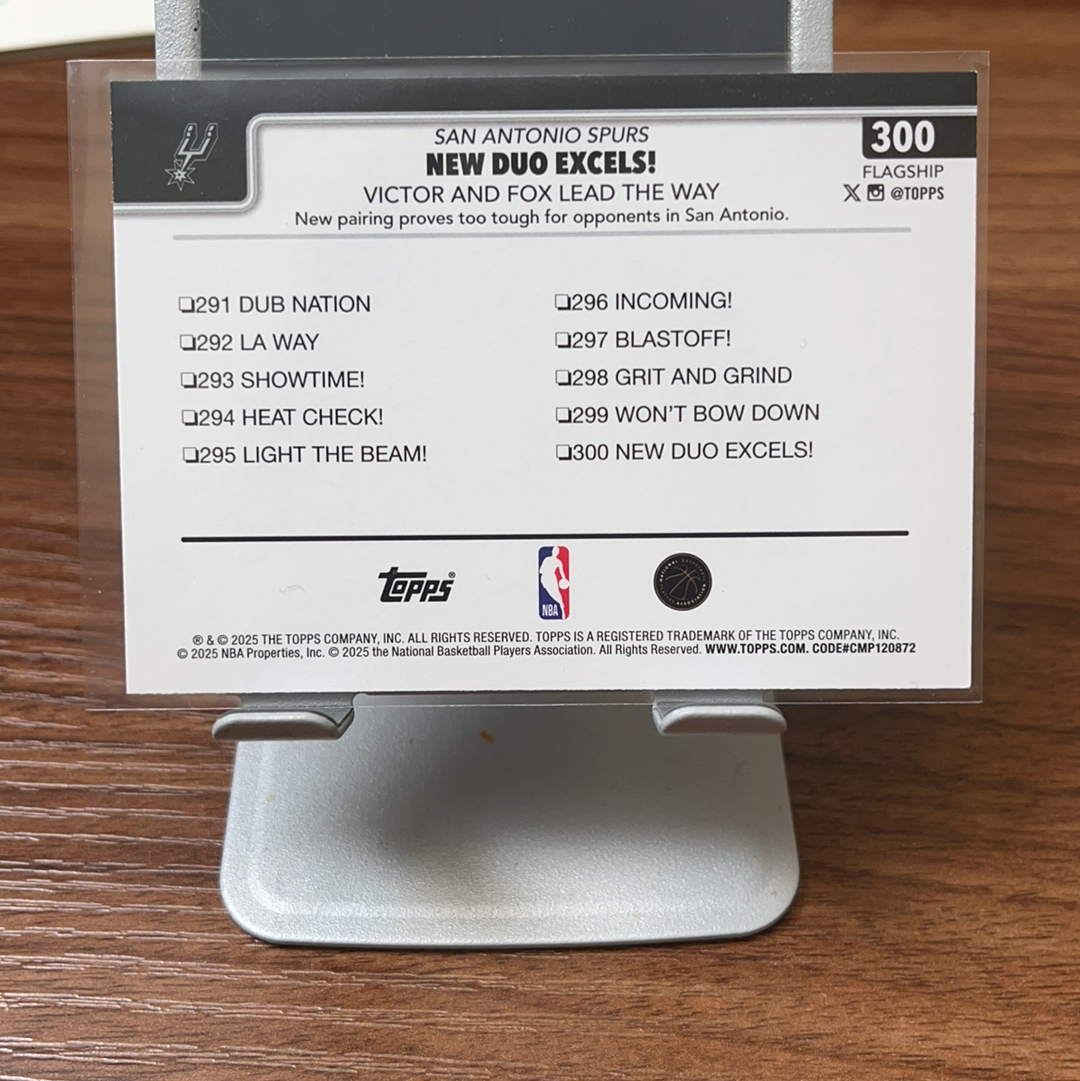 SAN ANTONIO SPURS
NEW DUO EXCELS!
VICTOR AND FOX LEAD THE WAY
New pairing proves too tough for opponents in San Antonio.
300
FLAGSHIP
X @TOPPS
❏291 DUB NATION
❏292 LA WAY
❏293 SHOWTIME!
❏294 HEAT CHECK!
❏295 LIGHT THE BEAM!
❏296 INCOMING!
❏297 BLASTOFF!
❏298 GRIT AND GRIND
❏299 WON'T BOW DOWN
❏300 NEW DUO EXCELS!
topps®
NBA
® & © 2025 THE TOPPS COMPANY, INC. ALL RIGHTS RESERVED. TOPPS IS A REGISTERED TRADEMARK OF THE TOPPS COMPANY, INC.
© 2025 NBA Properties, Inc. © 2025 the National Basketball Players Association. All Rights Reserved. WWW.TOPPS.COM. CODE#CMP120872